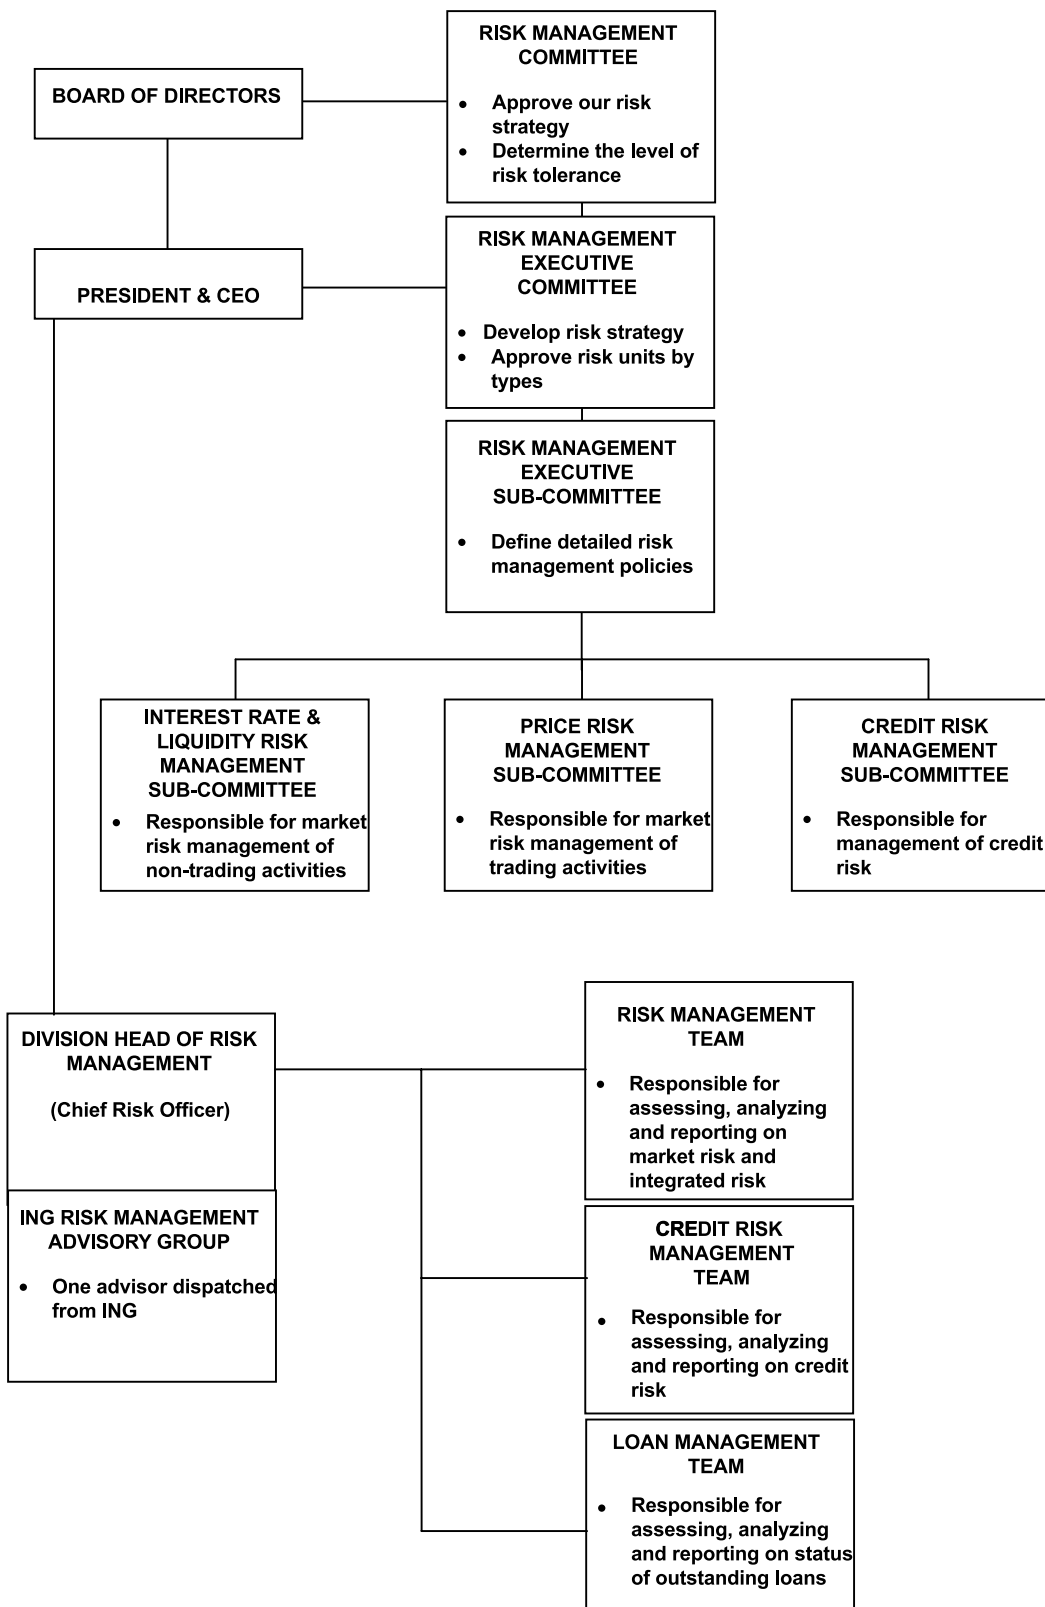 RISK MANAGEMENT
COMMITTEE
• Approve our risk
strategy
• Determine the level of
risk tolerance
BOARD OF DIRECTORS
RISK MANAGEMENT
EXECUTIVE
COMMITTEE
• Develop risk strategy
• Approve risk units by
types
PRESIDENT & CEO
RISK MANAGEMENT
EXECUTIVE
SUB-COMMITTEE
• Define detailed risk
management policies
INTEREST RATE &
LIQUIDITY RISK
MANAGEMENT
SUB-COMMITTEE
• Responsible for market
risk management of
non-trading activities
PRICE RISK
MANAGEMENT
SUB-COMMITTEE
• Responsible for market
risk management of
trading activities
CREDIT RISK
MANAGEMENT
SUB-COMMITTEE
• Responsible for
management of credit
risk
DIVISION HEAD OF RISK
MANAGEMENT
(Chief Risk Officer)
ING RISK MANAGEMENT
ADVISORY GROUP
• One advisor dispatched
from ING
RISK MANAGEMENT
TEAM
• Responsible for
assessing, analyzing
and reporting on
market risk and
integrated risk
CREDIT RISK
MANAGEMENT
TEAM
• Responsible for
assessing, analyzing
and reporting on credit
risk
LOAN MANAGEMENT
TEAM
• Responsible for
assessing, analyzing
and reporting on status
of outstanding loans